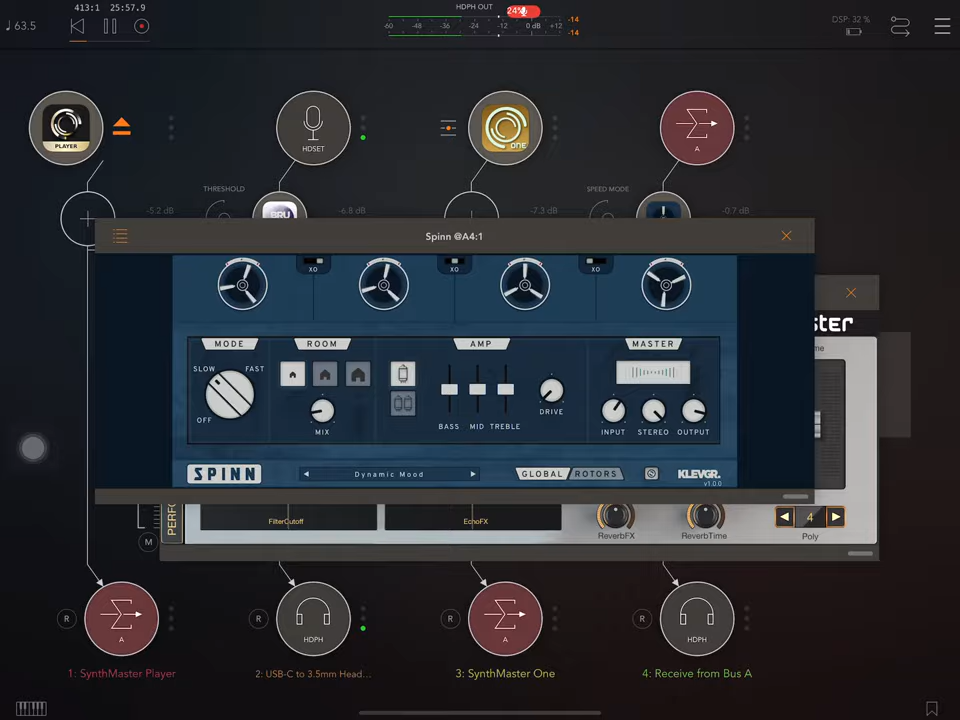 413:1 25:57.9
HDPH OUT
24%
♩63.5
-60 -48 -36 -24 -12 0 dB +12
-14
-14
DSP: 32 %
PLAYER
HDSET
ONE
A
THRESHOLD
SPEED MODE
-5.2 dB
BRU
-6.8 dB
-7.3 dB
-0.7 dB
Spinn @A4:1
XO
XO
XO
ster
me
MODE
ROOM
AMP
MASTER
SLOW
FAST
OFF
MIX
BASS
MID
TREBLE
DRIVE
INPUT
STEREO
OUTPUT
SPINN
Dynamic Mood
GLOBAL
ROTORS
KLEVGR.
v1.0.0
PERFO
FilterCutoff
EchoFX
ReverbFX
ReverbTime
4
Poly
M
R
A
R
HDPH
R
A
R
HDPH
1: SynthMaster Player
2: USB-C to 3.5mm Head...
3: SynthMaster One
4: Receive from Bus A